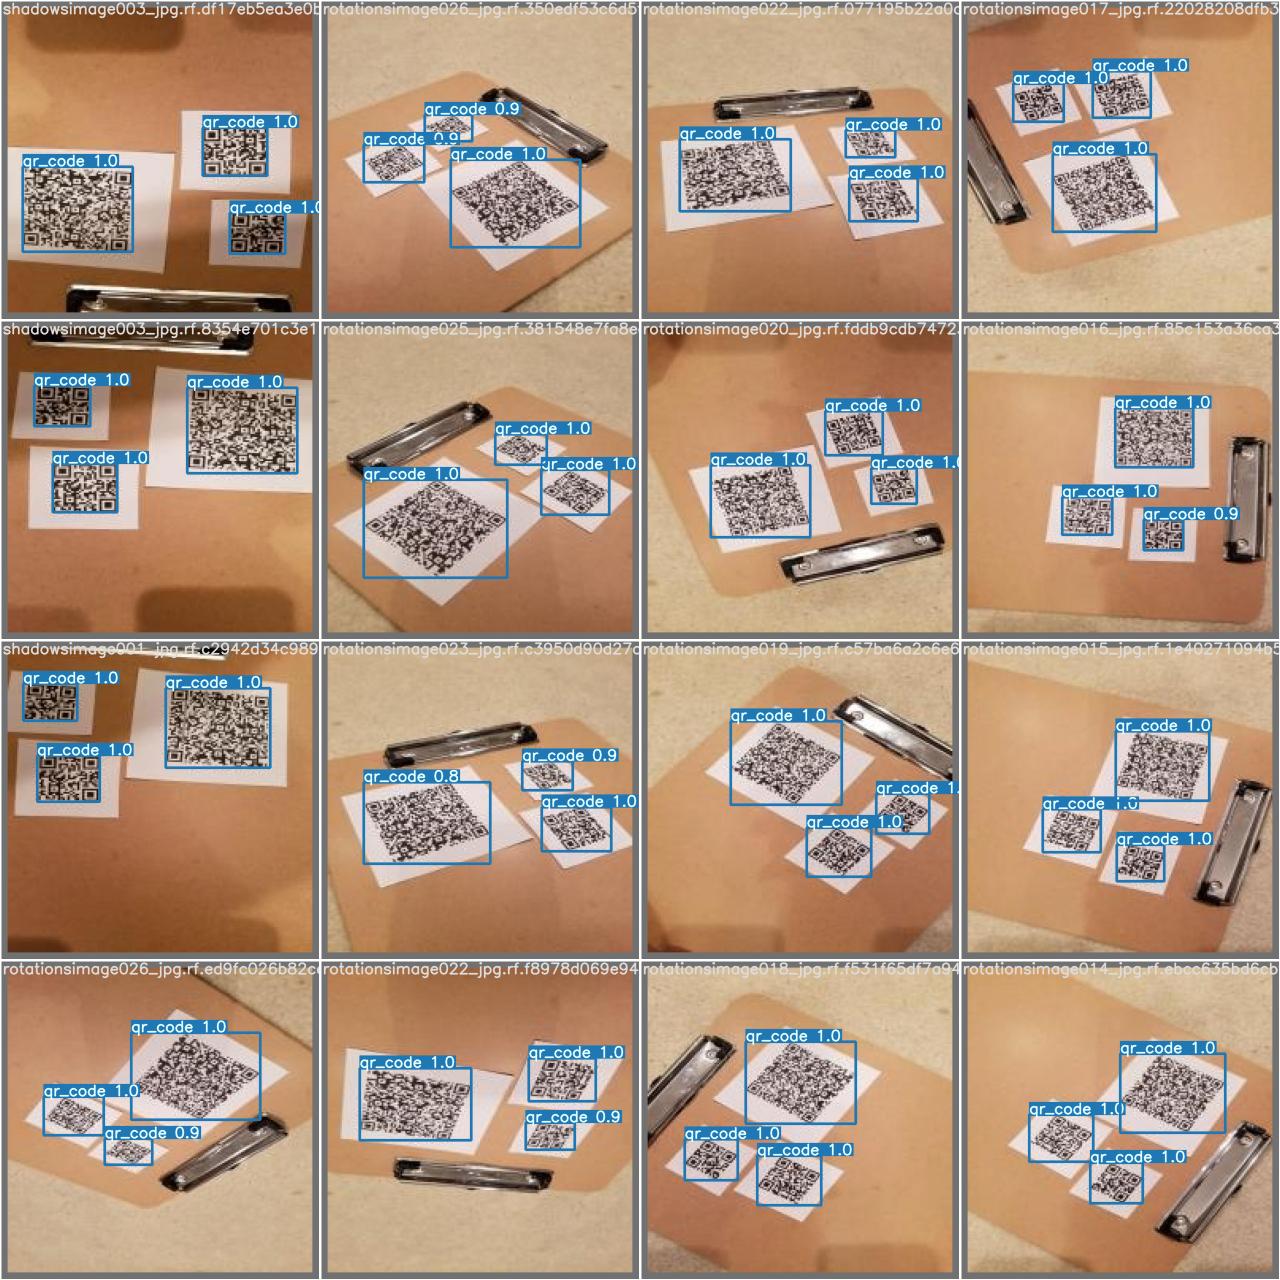 shadowsimage003_jpg.rf.df17eb5ea3e0
rotationsimage026_jpg.rf.350edf53c6d5
rotationsimage022_jpg.rf.077195b22a0
rotationsimage017_jpg.rf.22028208dfb3
qr_code 1.0
qr_code 1.0
qr_code 1.0
qr_code 0.9
qr_code 0.9
qr_code 1.0
qr_code 1.0
qr_code 1.0
qr_code 1.0
qr_code 1.0
qr_code 1.0
qr_code 1.0
shadowsimage003_jpg.rf.8354e701c3e1
rotationsimage025_jpg.rf.381548e7fa8e
rotationsimage020_jpg.rf.fddb9cdb7472
rotationsimage016_jpg.rf.85c153a36ca3
qr_code 1.0
qr_code 1.0
qr_code 1.0
qr_code 1.0
qr_code 1.0
qr_code 1.0
qr_code 1.0
qr_code 1.0
qr_code 1.0
qr_code 1.0
qr_code 1.0
qr_code 0.9
shadowsimage001_jpg.rf.c2942d34c989
rotationsimage023_jpg.rf.c3950d90d27c
rotationsimage019_jpg.rf.c57ba6a2c6e6
rotationsimage015_jpg.rf.1e40271094b5
qr_code 1.0
qr_code 1.0
qr_code 1.0
qr_code 0.9
qr_code 0.8
qr_code 1.0
qr_code 1.0
qr_code 1.
qr_code 1.0
qr_code 1.0
qr_code 1.0
qr_code 1.0
rotationsimage026_jpg.rf.ed9fc026b82c
rotationsimage022_jpg.rf.f8978d069e94
rotationsimage018_jpg.rf.f531f65df7a94
rotationsimage014_jpg.rf.ebcc635bd6cb
qr_code 1.0
qr_code 1.0
qr_code 0.9
qr_code 1.0
qr_code 1.0
qr_code 0.9
qr_code 1.0
qr_code 1.0
qr_code 1.0
qr_code 1.0
qr_code 1.0
qr_code 1.0